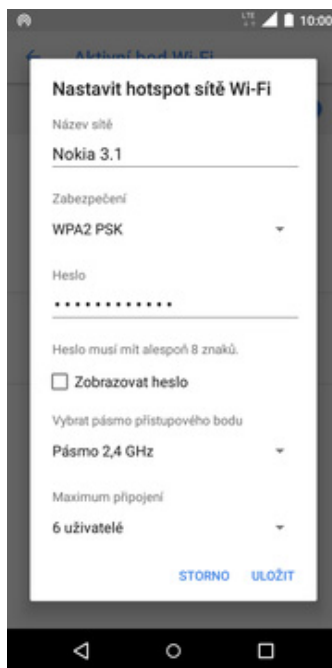 LTE
10:00
Aktivní bod Wi-Fi
Nastavit hotspot sítě Wi-Fi
Název sítě
Nokia 3.1
Zabezpečení
WPA2 PSK
Heslo
••••••••••••
Heslo musí mít alespoň 8 znaků.
Zobrazovat heslo
Vybrat pásmo přístupového bodu
Pásmo 2,4 GHz
Maximum připojení
6 uživatelé
STORNO ULOŽIT